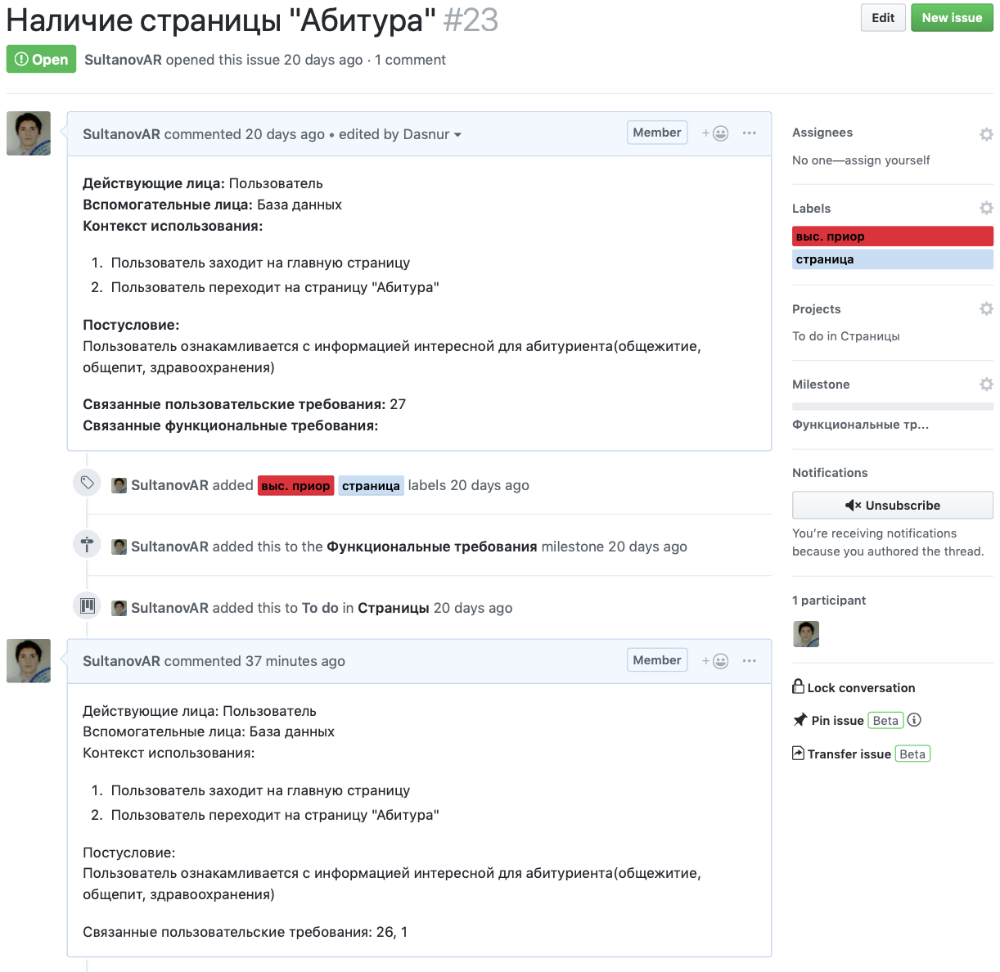 Наличие страницы "Абитура" #23
Edit
New issue
Open
SultanovAR opened this issue 20 days ago · 1 comment
SultanovAR commented 20 days ago • edited by Dasnur
Member
Действующие лица: Пользователь
Вспомогательные лица: База данных
Контекст использования:
1. Пользователь заходит на главную страницу
2. Пользователь переходит на страницу "Абитура"
Постусловие:
Пользователь ознакамливается с информацией интересной для абитуриента(общежитие,
общепит, здравоохранения)
Связанные пользовательские требования: 27
Связанные функциональные требования:
SultanovAR added выс. приор страница labels 20 days ago
SultanovAR added this to the Функциональные требования milestone 20 days ago
SultanovAR added this to To do in Страницы 20 days ago
SultanovAR commented 37 minutes ago
Member
Действующие лица: Пользователь
Вспомогательные лица: База данных
Контекст использования:
1. Пользователь заходит на главную страницу
2. Пользователь переходит на страницу "Абитура"
Постусловие:
Пользователь ознакамливается с информацией интересной для абитуриента(общежитие,
общепит, здравоохранения)
Связанные пользовательские требования: 26, 1
Assignees
No one—assign yourself
Labels
выс. приор
страница
Projects
To do in Страницы
Milestone
Функциональные тр...
Notifications
Unsubscribe
You're receiving notifications
because you authored the thread.
1 participant
Lock conversation
Pin issue Beta
Transfer issue Beta